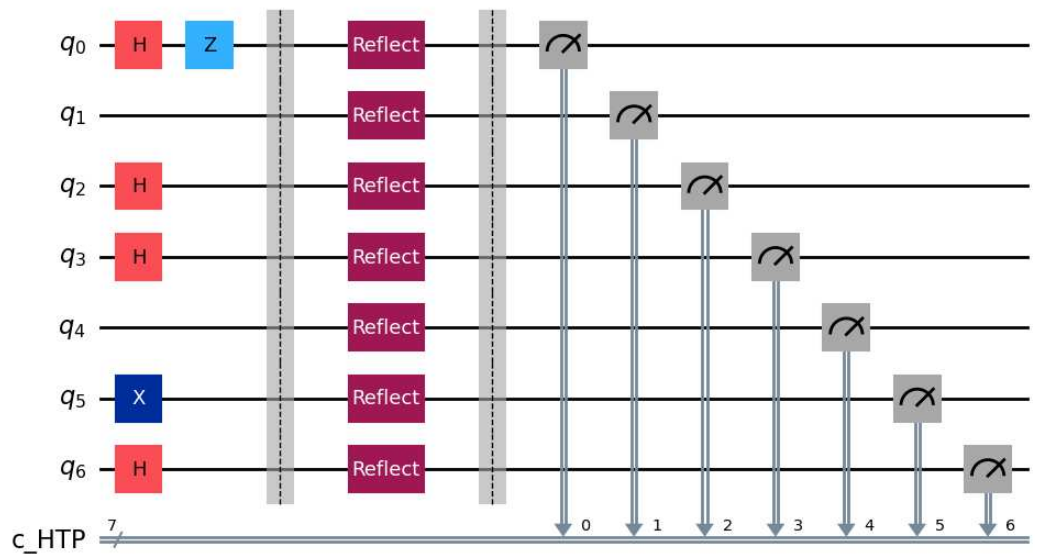 q0 H Z Reflect
q1 Reflect
q2 H Reflect
q3 H Reflect
q4 Reflect
q5 X Reflect
q6 H Reflect
c_HTP 7 0 1 2 3 4 5 6